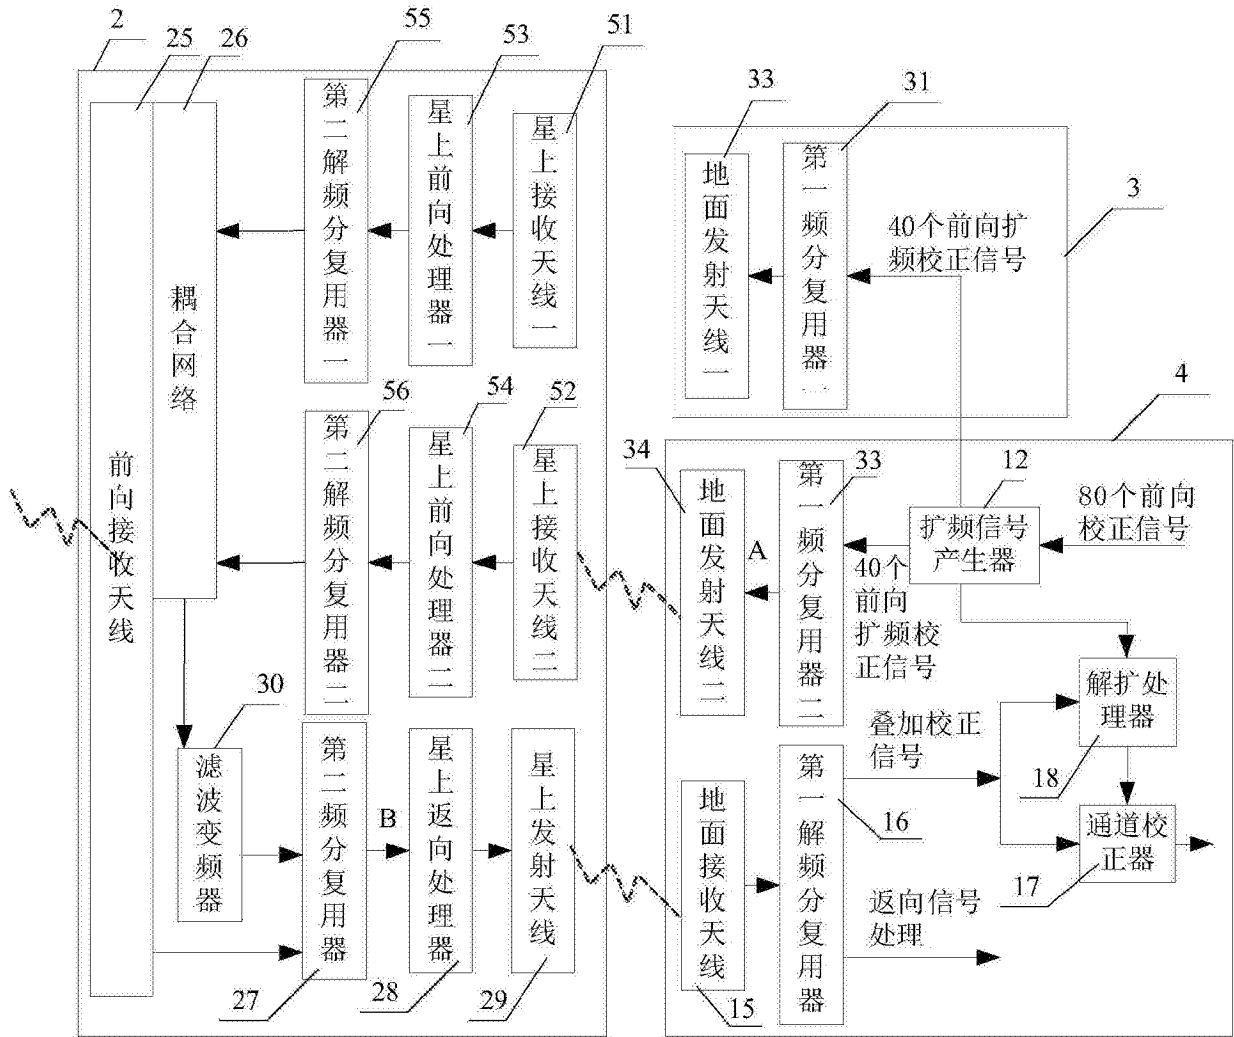 2
25
26
55
53
51
33
31
3
第二解频分复用器一
星上前向处理器一
星上接收天线一
地面发射天线一
第一频分复用器一
40个前向扩
频校正信号
耦合网络
前向接收天线
56
54
52
4
34
33
12
第二解频分复用器二
星上前向处理器二
星上接收天线二
地面发射天线二
A
第一频分复用器二
扩频信号
产生器
80个前向
校正信号
40个
前向
扩频校
正信号
30
滤波变频器
第二频分复用器
B
星上返向处理器
星上发射天线
地面接收天线
第一解频分复用器
叠加校正
信号
解扩处
理器
18
16
通道校
正器
17
返向信号
处理
27
28
29
15